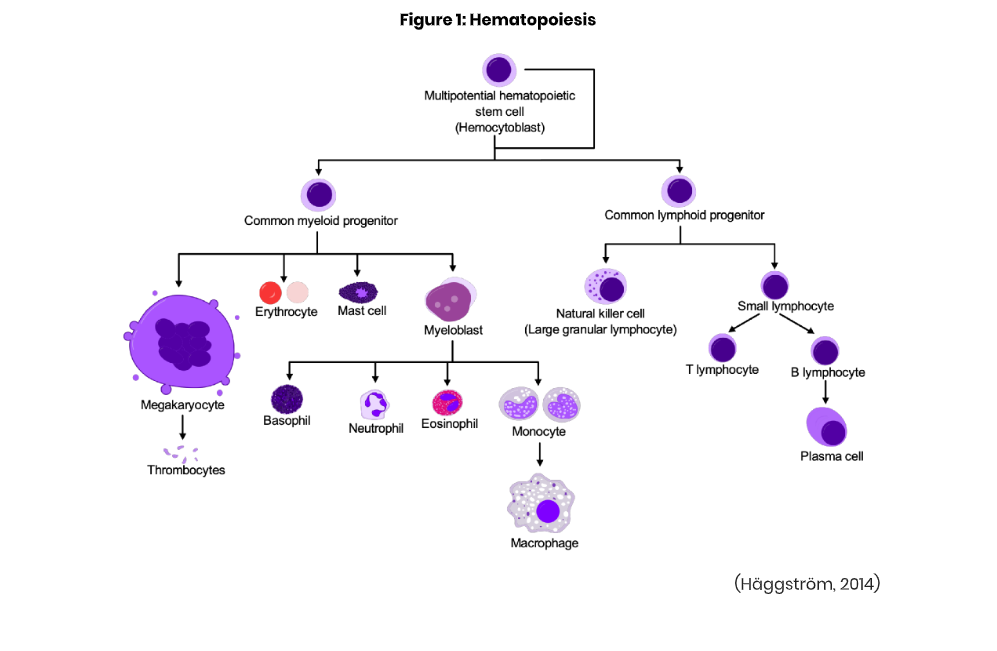 Figure 1: Hematopoiesis
Multipotential hematopoietic
stem cell
(Hemocytoblast)
Common myeloid progenitor
Common lymphoid progenitor
Erythrocyte
Mast cell
Myeloblast
Natural killer cell
(Large granular lymphocyte)
Small lymphocyte
T lymphocyte
B lymphocyte
Megakaryocyte
Basophil
Neutrophil
Eosinophil
Monocyte
Plasma cell
Thrombocytes
Macrophage
(Häggström, 2014)